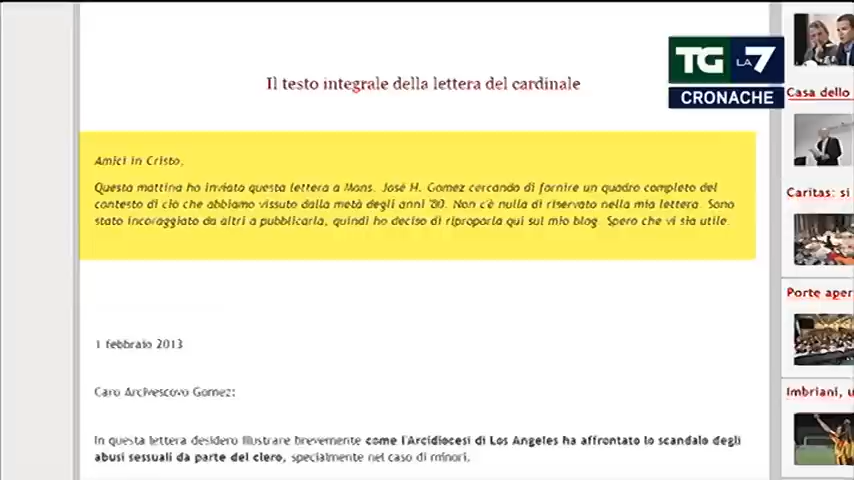 TG LA 7
CRONACHE
Il testo integrale della lettera del cardinale
Amici in Cristo,
Questa mattina ho inviato questa lettera a Mons. José H. Gomez cercando di fornire un quadro completo del
contesto di ciò che abbiamo vissuto dalla metà degli anni '80. Non c'è nulla di riservato nella mia lettera. Sono
stato incoraggiato da altri a pubblicarla, quindi ho deciso di riproporla qui sul mio blog. Spero che vi sia utile.
1 febbraio 2013
Caro Arcivescovo Gomez:
In questa lettera desidero illustrare brevemente come l'Arcidiocesi di Los Angeles ha affrontato lo scandalo degli
abusi sessuali da parte del clero, specialmente nel caso di minori.
Casa dello
Caritas: si
Porte aper
Imbriani, u